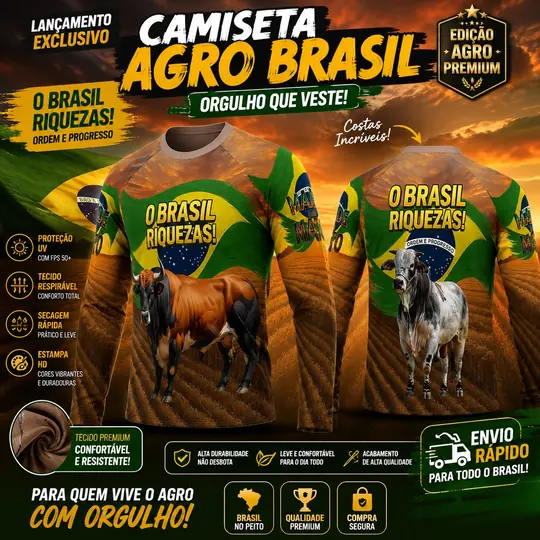 LANÇAMENTO
EXCLUSIVO
CAMISETA
AGRO BRASIL
ORGULHO QUE VESTE!
EDIÇÃO
AGRO
PREMIUM
O BRASIL
RIQUEZAS!
ORDEM E PROGRESSO
Costas
Incríveis!
O BRASIL
RIQUEZAS!
O BRASIL
RIQUEZAS!
ORDEM E PROGRESSO
PROTEÇÃO
UV
COM FPS 50+
TECIDO
RESPIRÁVEL
CONFORTO TOTAL
SECAGEM
RÁPIDA
PRÁTICO E LEVE
ESTAMPA
HD
CORES VIBRANTES
E DURADOURAS
TECIDO PREMIUM
CONFORTÁVEL
E RESISTENTE!
ALTA DURABILIDADE
NÃO DESBOTA
LEVE E CONFORTÁVEL
PARA O DIA TODO
ACABAMENTO
DE ALTA QUALIDADE
ENVIO
RÁPIDO
PARA TODO O BRASIL!
PARA QUEM VIVE O AGRO
COM ORGULHO!
BRASIL
NO PEITO
QUALIDADE
PREMIUM
COMPRA
SEGURA